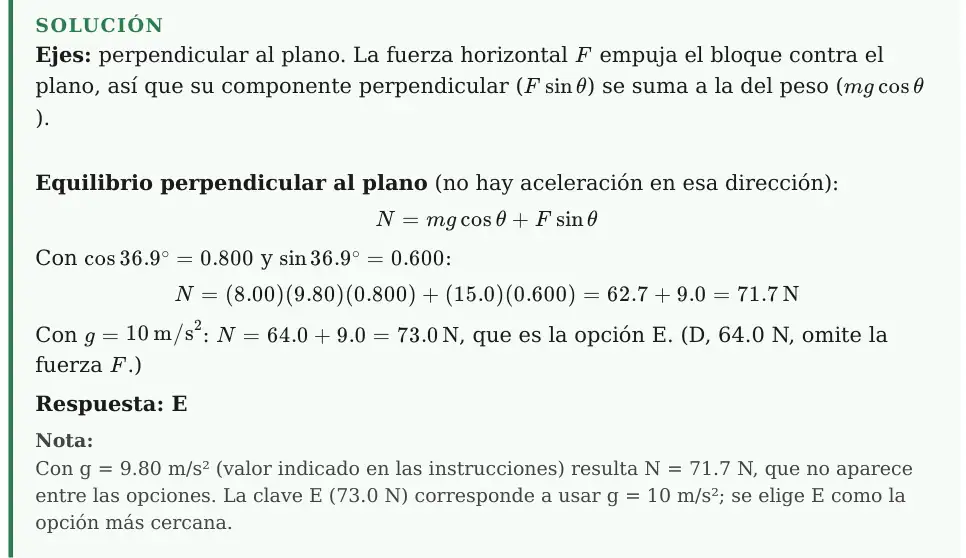 SOLUCIÓN
Ejes: perpendicular al plano. La fuerza horizontal F empuja el bloque contra el
plano, así que su componente perpendicular (F sin θ) se suma a la del peso (mg cos θ
).
Equilibrio perpendicular al plano (no hay aceleración en esa dirección):
N = mg cos θ + F sin θ
Con cos 36.9° = 0.800 y sin 36.9° = 0.600:
N = (8.00)(9.80)(0.800) + (15.0)(0.600) = 62.7 + 9.0 = 71.7 N
Con g = 10 m/s²: N = 64.0 + 9.0 = 73.0 N, que es la opción E. (D, 64.0 N, omite la
fuerza F.)
Respuesta: E
Nota:
Con g = 9.80 m/s² (valor indicado en las instrucciones) resulta N = 71.7 N, que no aparece
entre las opciones. La clave E (73.0 N) corresponde a usar g = 10 m/s²; se elige E como la
opción más cercana.